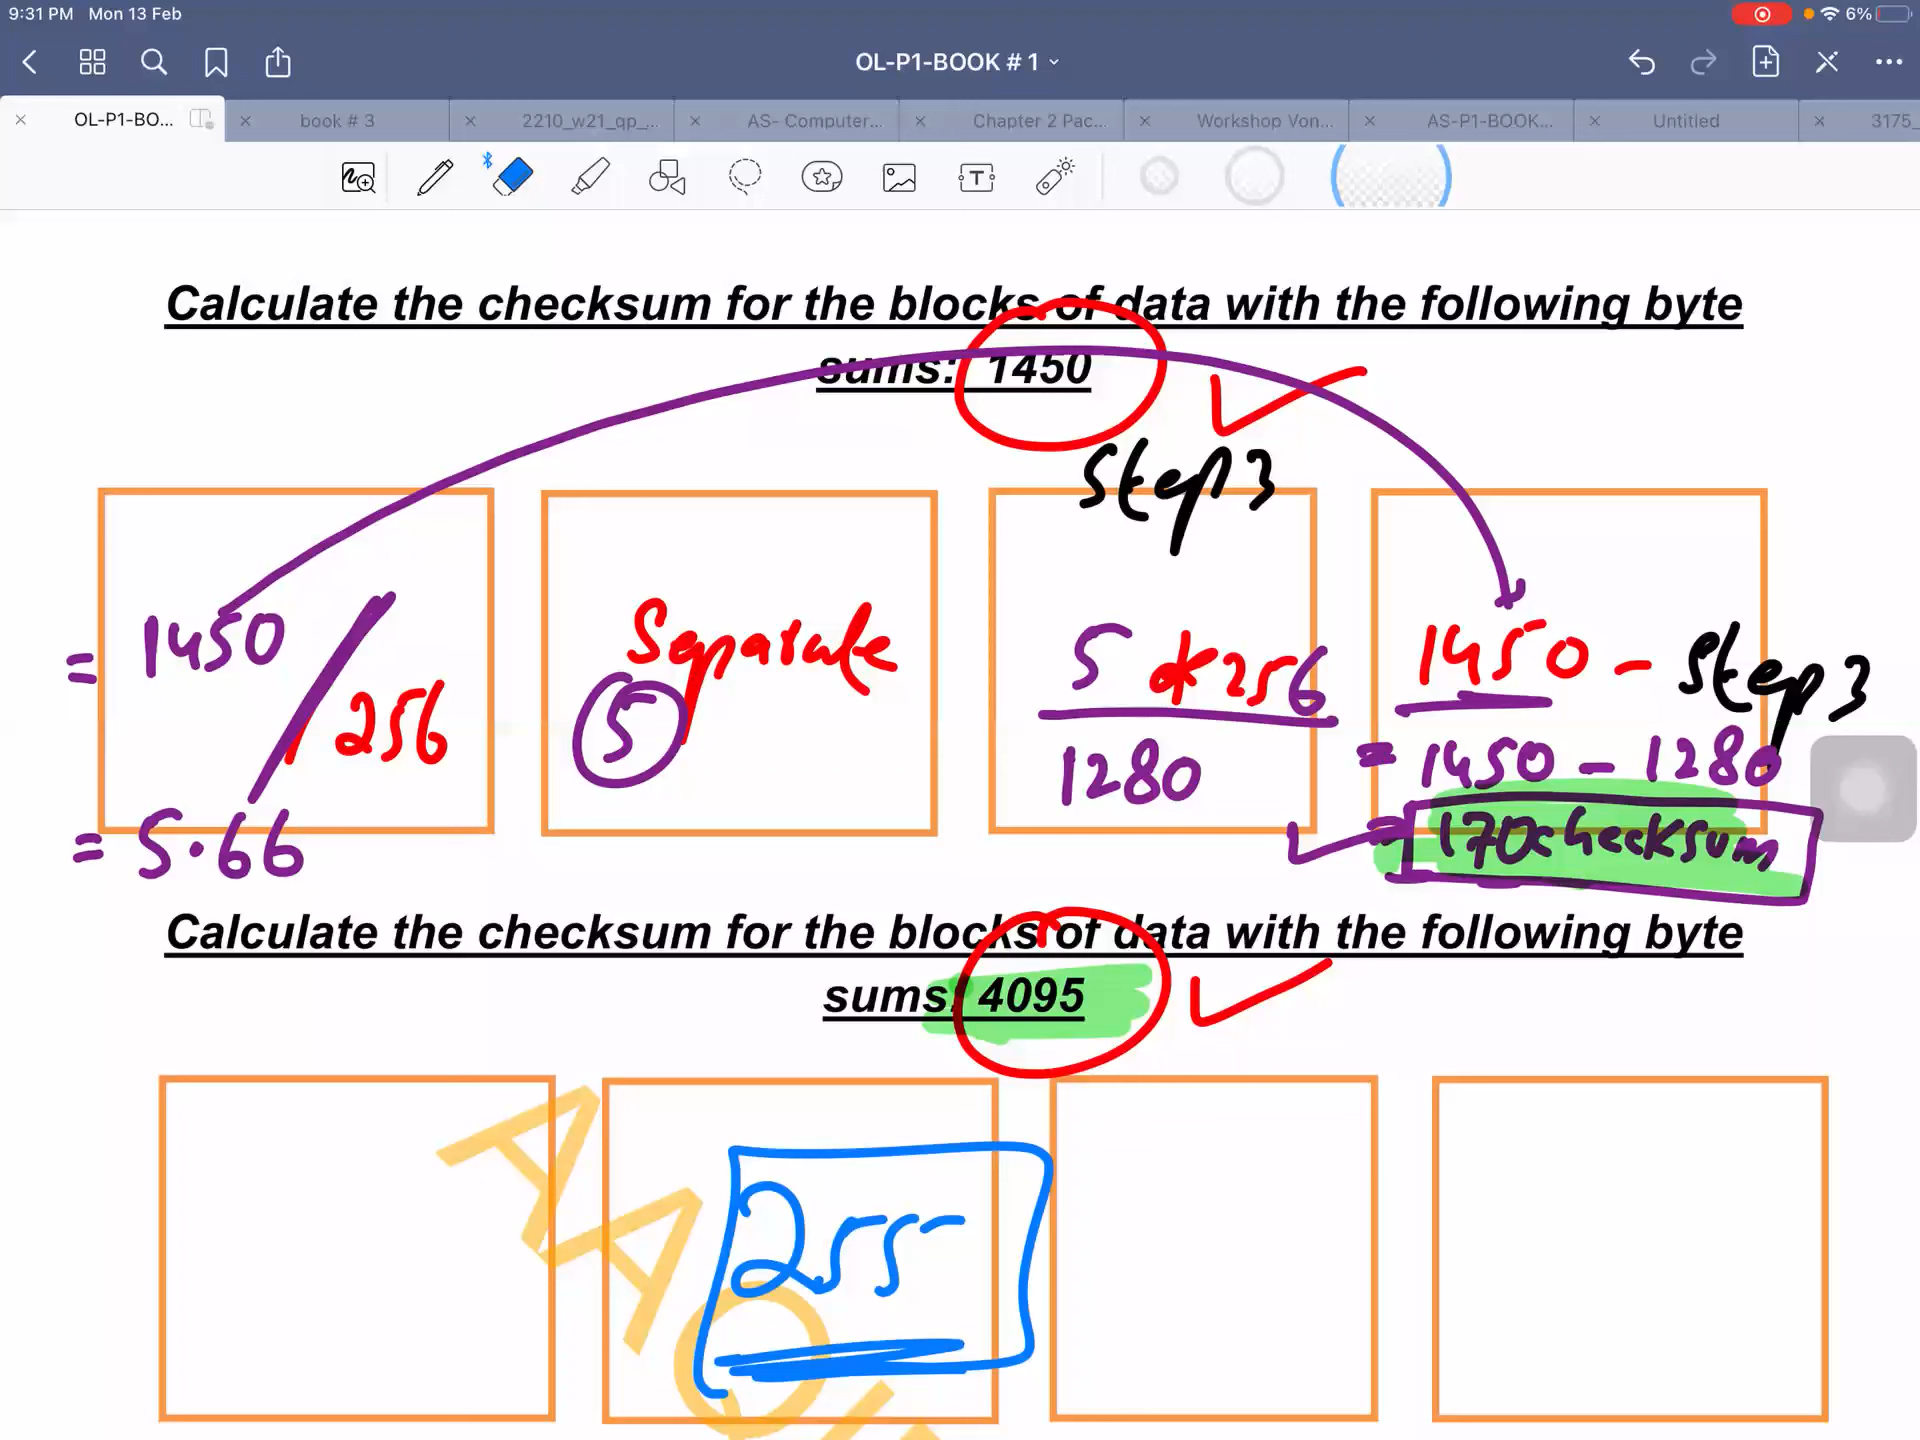 9:31 PM Mon 13 Feb
6%
OL-P1-BOOK # 1
OL-P1-BO...
book # 3
2210_w21_qp_...
AS- Computer...
Chapter 2 Pac...
Workshop Von...
AS-P1-BOOK...
Untitled
3175_
Calculate the checksum for the blocks of data with the following byte
sums: 1450
Step 3
= 1450 / 256
= 5.66
Separate
5
5 * 256
1280
1450 - Step 3
= 1450 - 1280
= 170 checksum
Calculate the checksum for the blocks of data with the following byte
sums: 4095
255